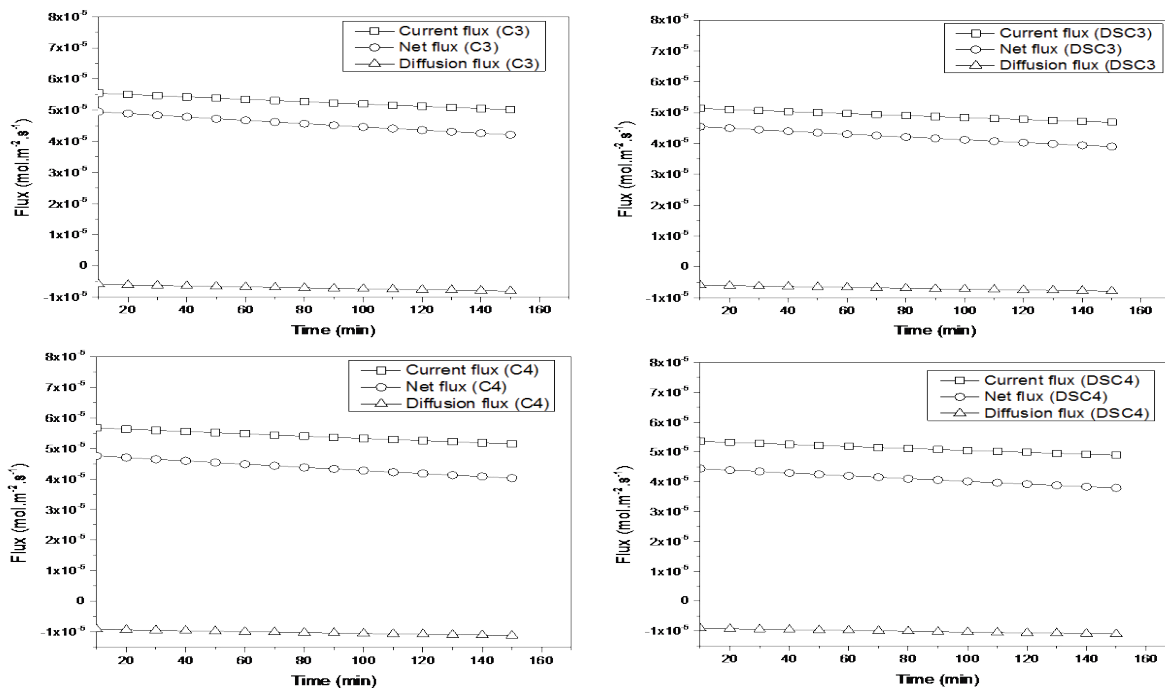 8x10⁻⁵
7x10⁻⁵
6x10⁻⁵
5x10⁻⁵
4x10⁻⁵
3x10⁻⁵
2x10⁻⁵
1x10⁻⁵
0
-1x10⁻⁵
Flux (mol.m⁻².s⁻¹)
Current flux (C3)
Net flux (C3)
Diffusion flux (C3)
20 40 60 80 100 120 140 160
Time (min)
8x10⁻⁵
7x10⁻⁵
6x10⁻⁵
5x10⁻⁵
4x10⁻⁵
3x10⁻⁵
2x10⁻⁵
1x10⁻⁵
0
-1x10⁻⁵
Flux (mol.m⁻².s⁻¹)
Current flux (DSC3)
Net flux (DSC3)
Diffusion flux (DSC3
20 40 60 80 100 120 140 160
Time (min)
8x10⁻⁵
7x10⁻⁵
6x10⁻⁵
5x10⁻⁵
4x10⁻⁵
3x10⁻⁵
2x10⁻⁵
1x10⁻⁵
0
-1x10⁻⁵
Flux (mol.m⁻².s⁻¹)
Current flux (C4)
Net flux (C4)
Diffusion flux (C4)
20 40 60 80 100 120 140 160
Time (min)
8x10⁻⁵
7x10⁻⁵
6x10⁻⁵
5x10⁻⁵
4x10⁻⁵
3x10⁻⁵
2x10⁻⁵
1x10⁻⁵
0
-1x10⁻⁵
Flux (mol.m⁻².s⁻¹)
Current flux (DSC4)
Net flux (DSC4)
Diffusion flux (DSC4)
20 40 60 80 100 120 140 160
Time (min)